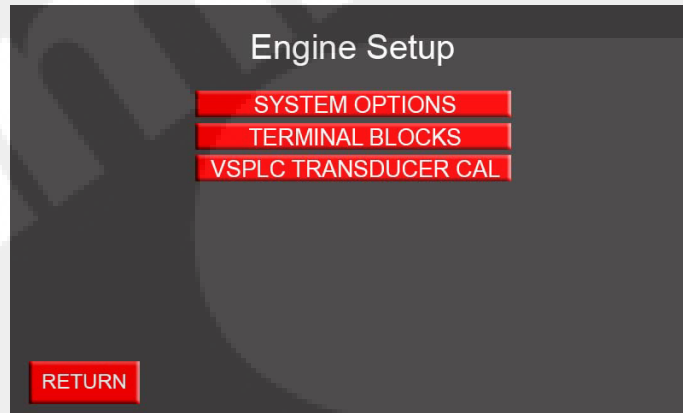 Engine Setup
SYSTEM OPTIONS
TERMINAL BLOCKS
VSPLC TRANSDUCER CAL
RETURN